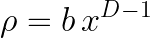 ρ = b x^{D−1}